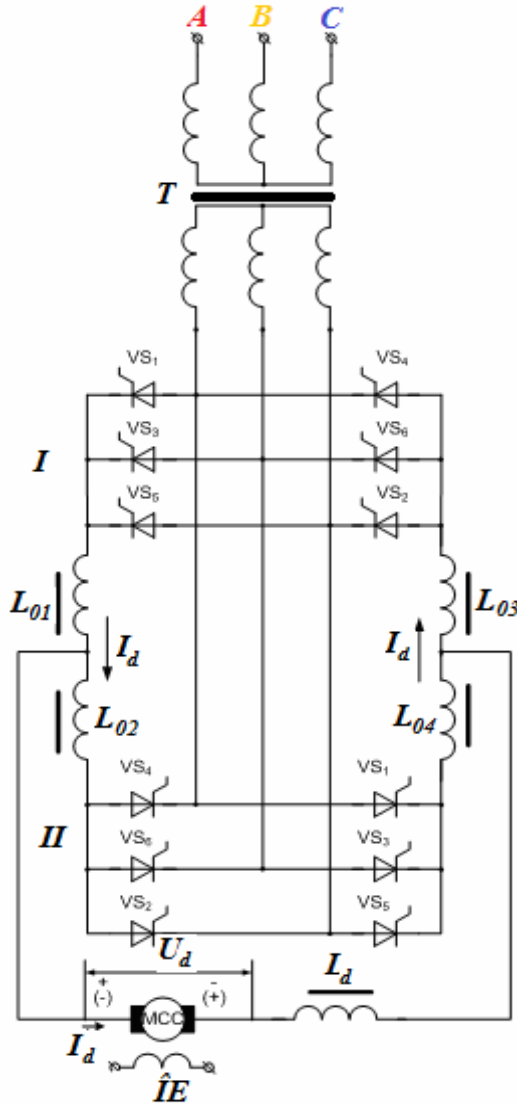 A B C
T
VS1 VS4
VS3 VS6
I
VS5 VS2
L01 L03
Id Id
L02 L04
VS4 VS1
II VS6 VS3
VS2 VS5
Ud Ld
+ -
(-) (+)
MCC
Id
ÎE